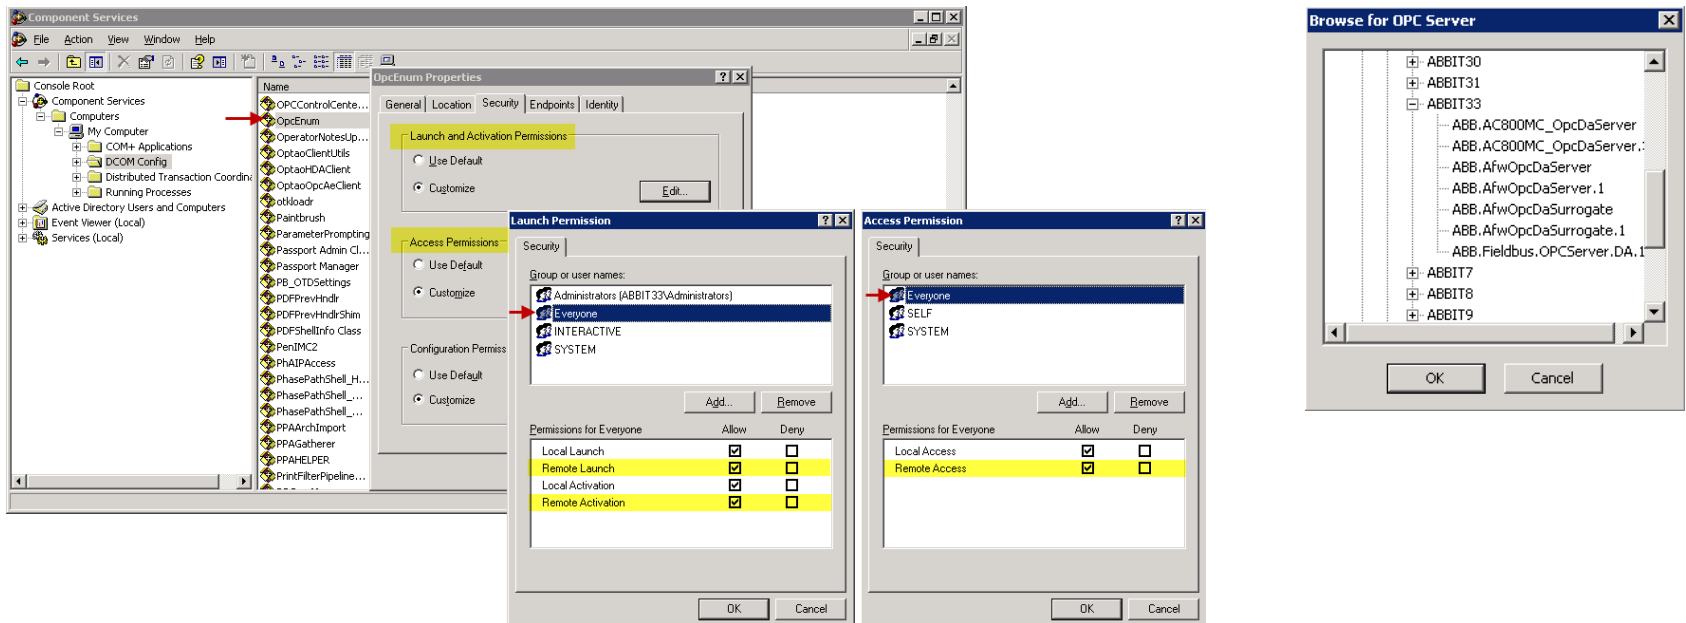 Component Services
File Action View Window Help
Console Root
Component Services
Computers
My Computer
COM+ Applications
DCOM Config
Distributed Transaction Coordin
Running Processes
Active Directory Users and Computers
Event Viewer (Local)
Services (Local)
Name
OPCControlCente...
OpcEnum
OperatorNotesUp...
OptaoClientUtils
OptaoHDAClient
OptaoOpcAeClient
otkloadr
Paintbrush
ParameterPrompting
Passport Admin Cl...
Passport Manager
PB_OTDSettings
PDFPrevHndlr
PDFPrevHndlrShim
PDFShellInfo Class
PenIMC2
PhAIPAccess
PhasePathShell_H...
PhasePathShell_...
PhasePathShell_...
PPAArchImport
PPAGatherer
PPAHELPER
PrintFilterPipeline...
OpcEnum Properties
General Location Security Endpoints Identity
Launch and Activation Permissions
Use Default
Customize
Edit...
Access Permissions
Use Default
Customize
Configuration Permiss
Use Default
Customize
Launch Permission
Security
Group or user names:
Administrators (ABBIT33\Administrators)
Everyone
INTERACTIVE
SYSTEM
Add... Remove
Permissions for Everyone Allow Deny
Local Launch
Remote Launch
Local Activation
Remote Activation
OK Cancel
Access Permission
Security
Group or user names:
Everyone
SELF
SYSTEM
Add... Remove
Permissions for Everyone Allow Deny
Local Access
Remote Access
OK Cancel
Browse for OPC Server
ABBIT30
ABBIT31
ABBIT33
ABB.AC800MC_OpcDaServer
ABB.AC800MC_OpcDaServer.
ABB.AfwOpcDaServer
ABB.AfwOpcDaServer.1
ABB.AfwOpcDaSurrogate
ABB.AfwOpcDaSurrogate.1
ABB.Fieldbus.OPCServer.DA.1
ABBIT7
ABBIT8
ABBIT9
OK Cancel